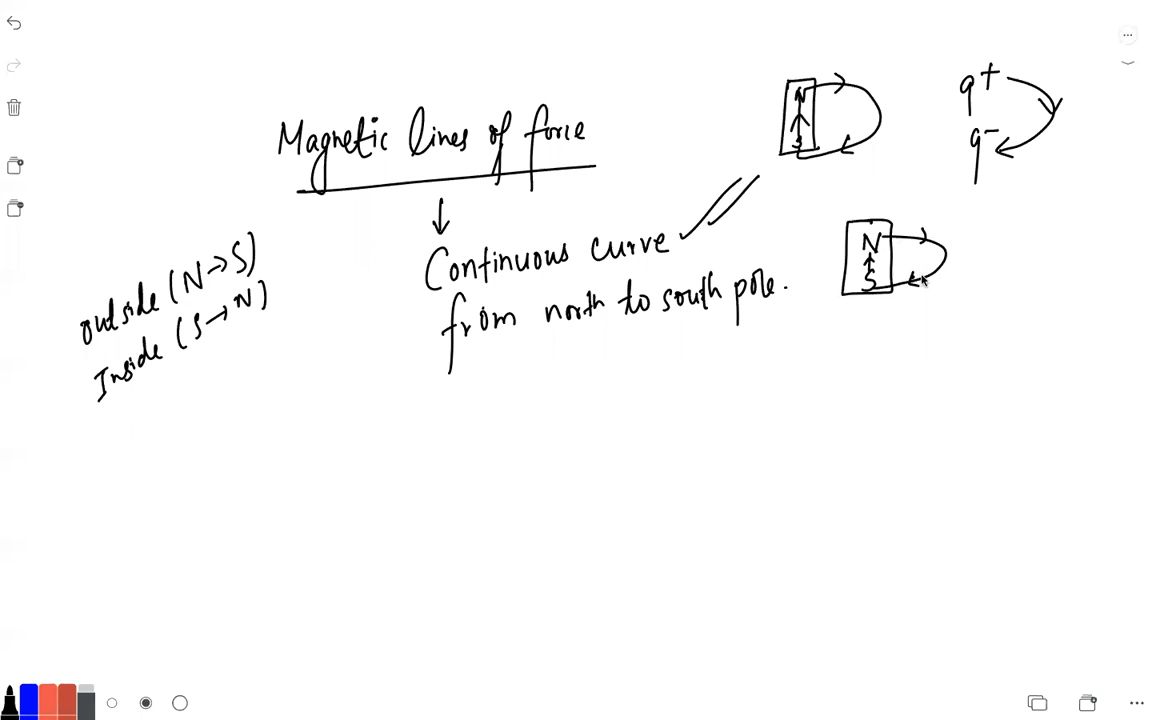 Magnetic lines of force
↓
Continuous curve
from north to south pole.
outside (N→S)
Inside (S→N)
N
S
q+
q-
N
S